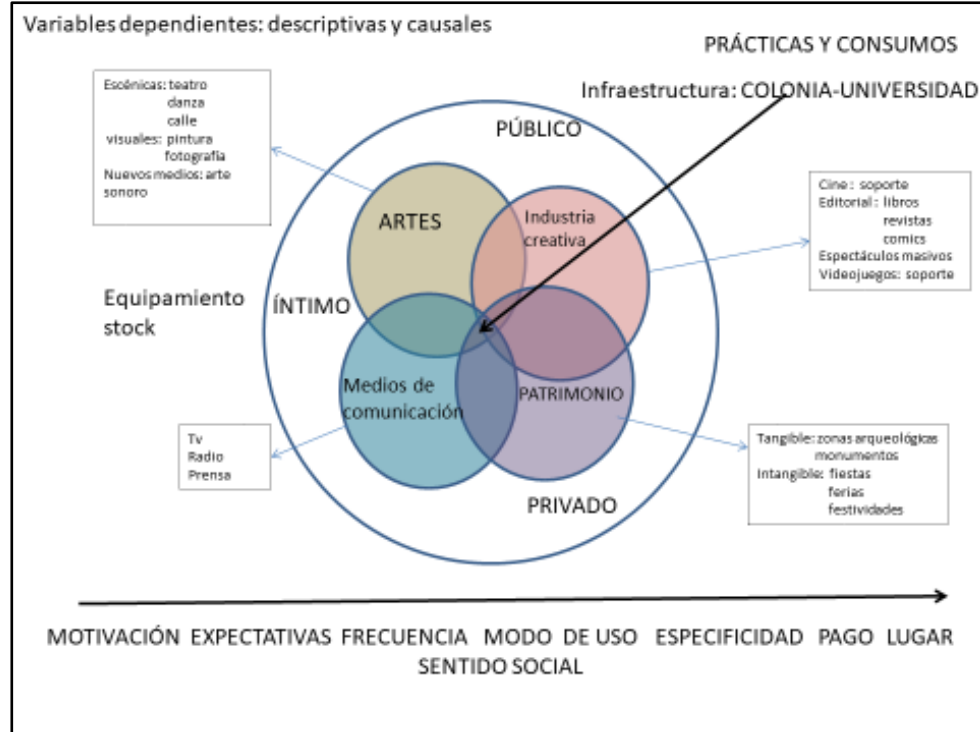 Variables dependientes: descriptivas y causales
PRÁCTICAS Y CONSUMOS
Infraestructura: COLONIA-UNIVERSIDAD
Escénicas: teatro
danza
calle
visuales: pintura
fotografía
Nuevos medios: arte
sonoro
PÚBLICO
ARTES
Industria
creativa
Cine : soporte
Editorial : libros
revistas
comics
Espectáculos masivos
Videojuegos: soporte
Equipamiento
stock
ÍNTIMO
Medios de
comunicación
PATRIMONIO
Tv
Radio
Prensa
Tangible: zonas arqueológicas
monumentos
Intangible: fiestas
ferias
festividades
PRIVADO
MOTIVACIÓN EXPECTATIVAS FRECUENCIA MODO DE USO ESPECIFICIDAD PAGO LUGAR
SENTIDO SOCIAL